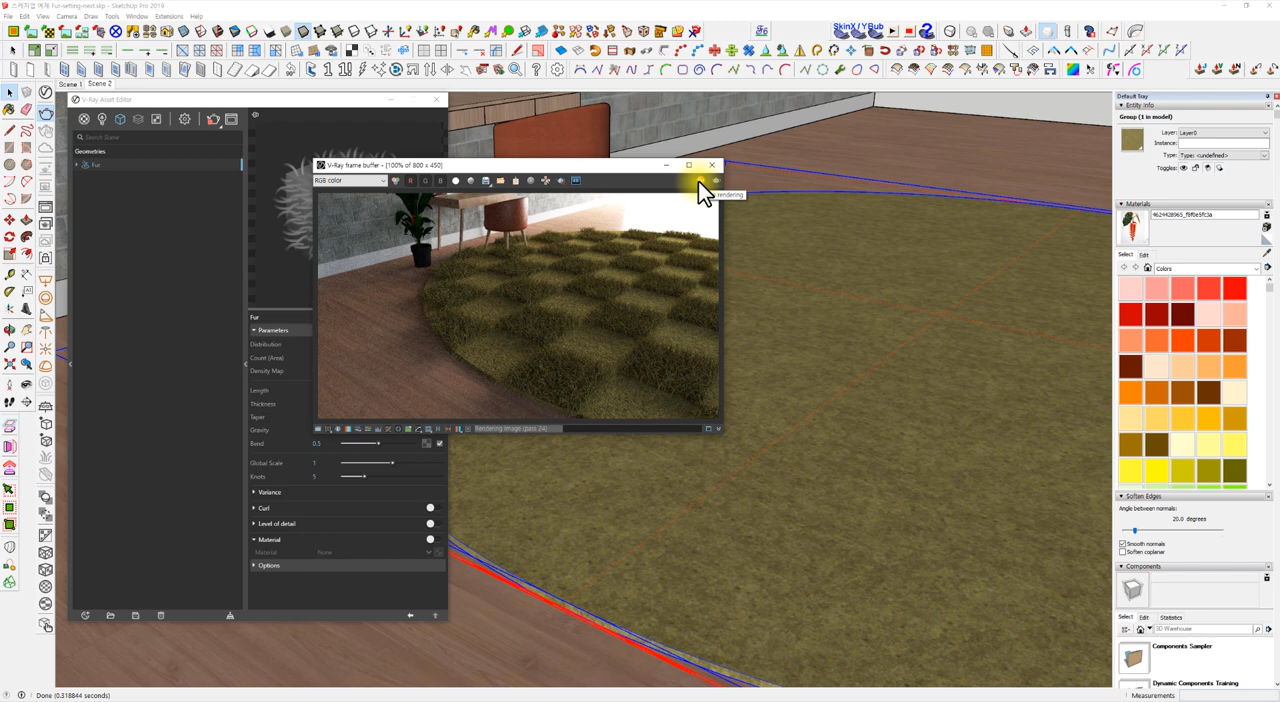 스케치업 예제 Fur-setting-next.skp - SketchUp Pro 2019
File Edit View Camera Draw Tools Window Extensions Help
SkinX/YBub
Scene 1 Scene 2
V-Ray Asset Editor
Search Scene
Geometries
Fur
V-Ray frame buffer - [100% of 800 x 450]
RGB color
rendering
Rendering image (pass 24)
Fur
Parameters
Distribution
Count (Area)
Density Map
Length
Thickness
Taper
Gravity
Bend 0.5
Global Scale 1
Knots 5
Variance
Curl
Level of detail
Material
Material None
Options
Default Tray
Entity Info
Group (1 in model)
Layer: Layer0
Instance:
Type: Type: <undefined>
Toggles:
Materials
4624428965_f8f0e5fc3a
Select Edit
Colors
Soften Edges
Angle between normals:
20.0 degrees
Smooth normals
Soften coplanar
Components
Select Edit Statistics
3D Warehouse
Components Sampler
Dynamic Components Training
Done (0.318844 seconds)
Measurements